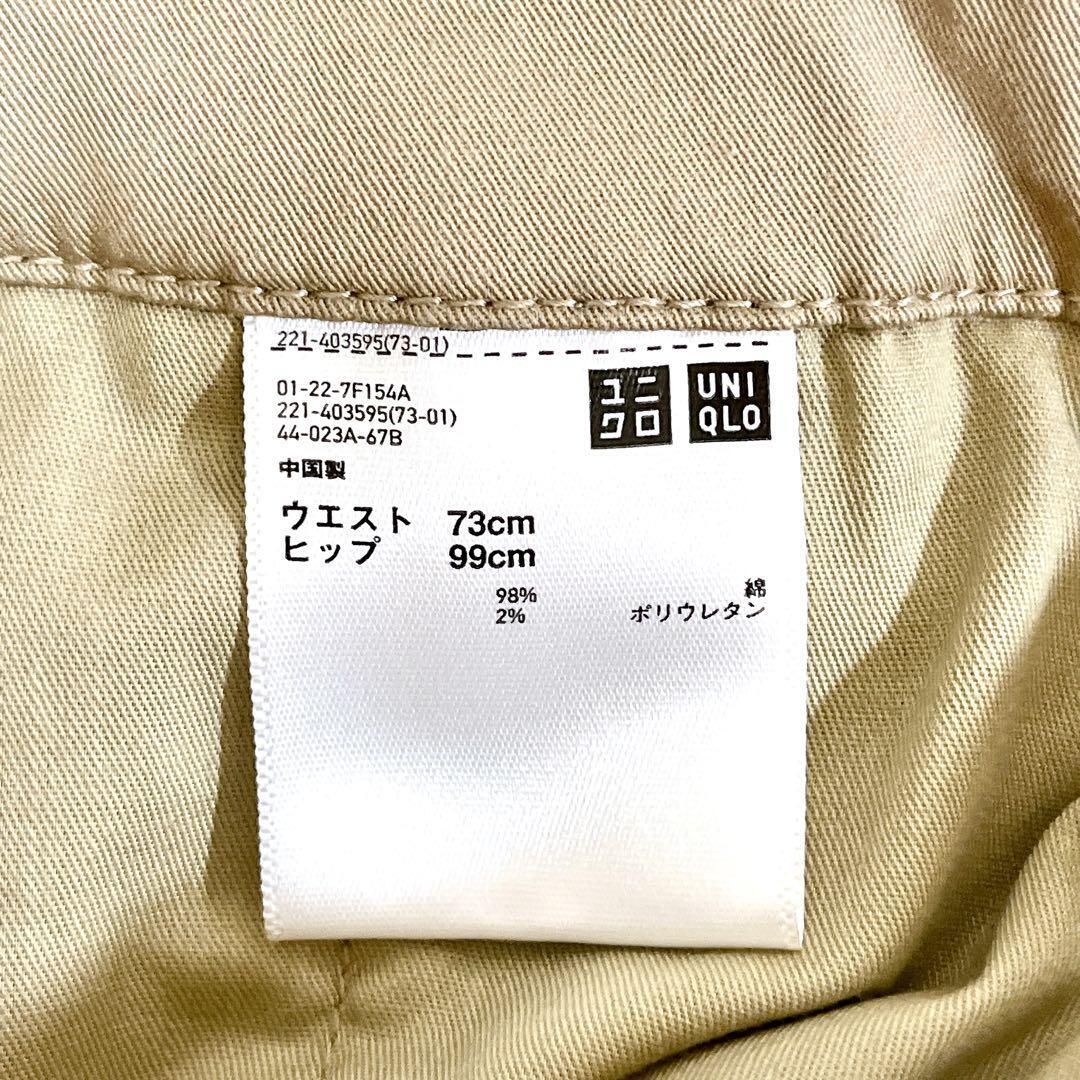 221-403595(73-01)
01-22-7F154A
221-403595(73-01)
44-023A-67B
中国製
ユニ
クロ
UNI
QLO
ウエスト 73cm
ヒップ 99cm
98% 綿
2% ポリウレタン